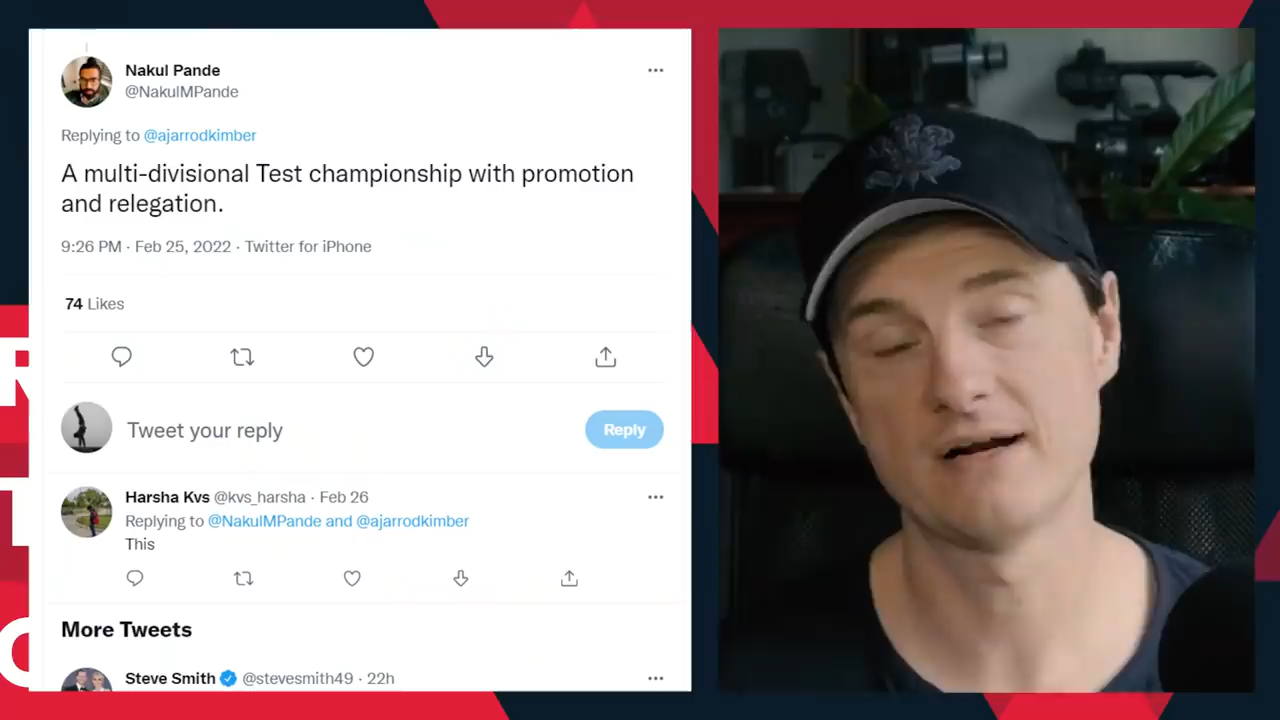 Nakul Pande
@NakulMPande
Replying to @ajarrodkimber
A multi-divisional Test championship with promotion
and relegation.
9:26 PM · Feb 25, 2022 · Twitter for iPhone
74 Likes
Tweet your reply
Reply
Harsha Kvs @kvs_harsha · Feb 26
Replying to @NakulMPande and @ajarrodkimber
This
More Tweets
Steve Smith @stevesmith49 · 22h